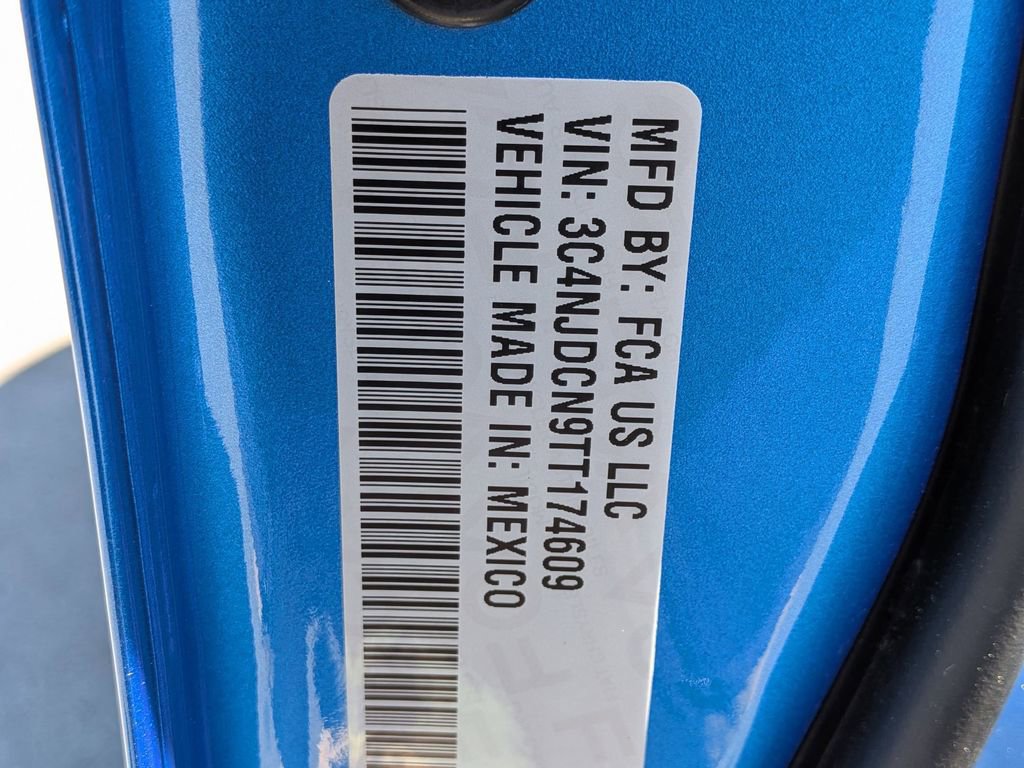 MFD BY: FCA US LLC
VIN: 3C4NJDCN9TT174609
VEHICLE MADE IN: MEXICO